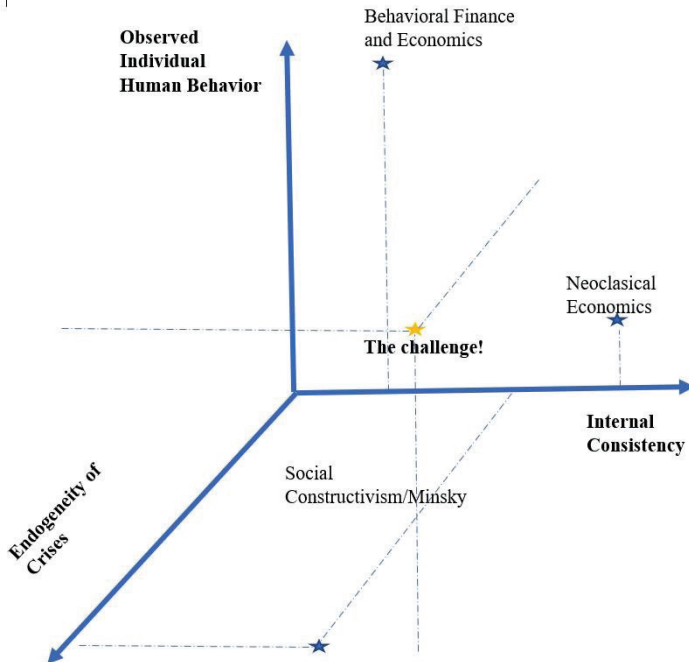 Behavioral Finance
and Economics
Observed
Individual
Human Behavior
Neoclasical
Economics
The challenge!
Internal
Consistency
Social
Constructivism/Minsky
Endogeneity of
Crises